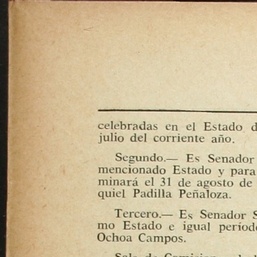 celebradas en el Estado d
julio del corriente año.
Segundo.— Es Senador
mencionado Estado y para
minará el 31 de agosto de
quiel Padilla Peñaloza.
Tercero.— Es Senador S
mo Estado e igual período
Ochoa Campos.